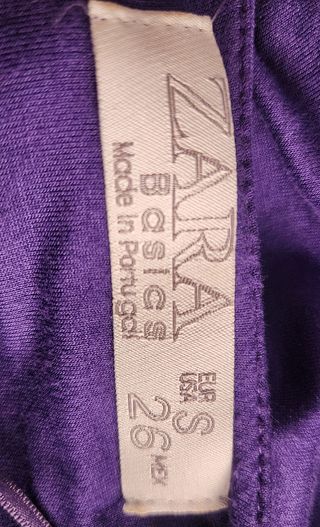 ZARA
Basics
Made in Portugal
EUR
USA S
26 MEX